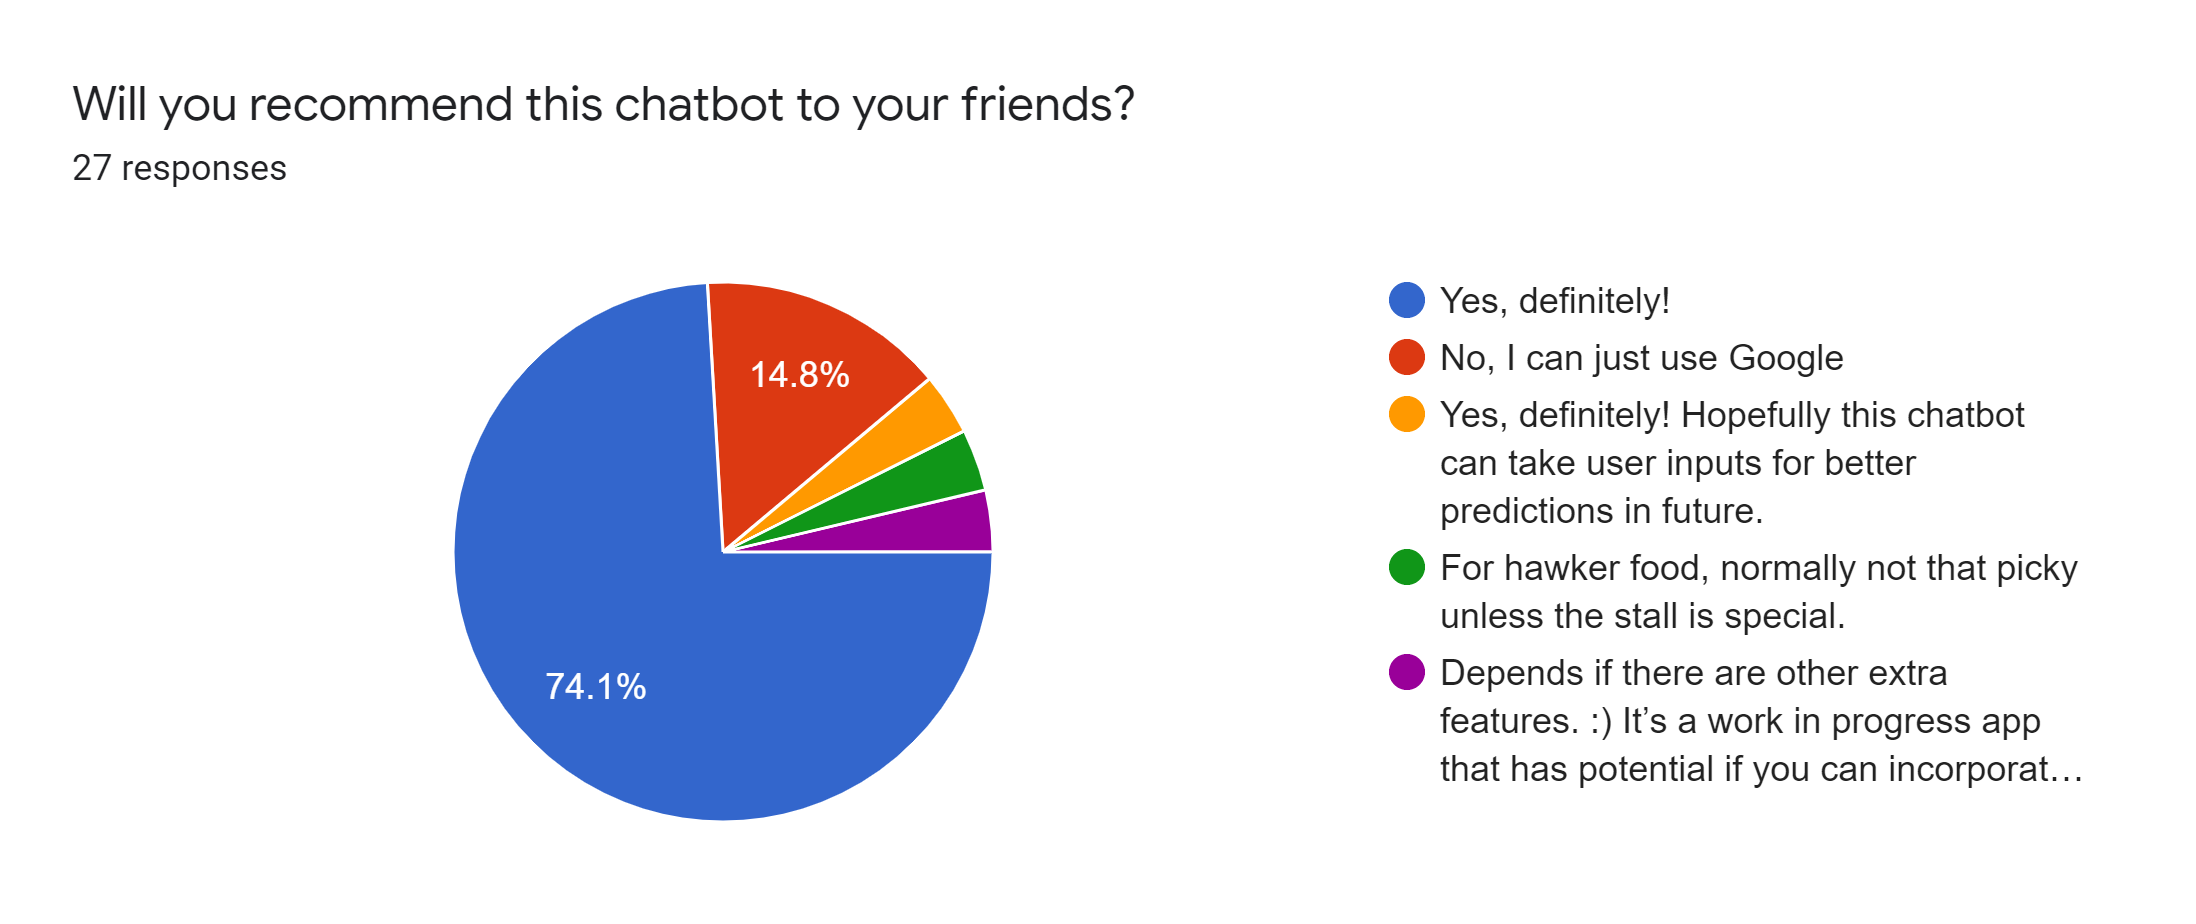 Will you recommend this chatbot to your friends?
27 responses
14.8%
74.1%
Yes, definitely!
No, I can just use Google
Yes, definitely! Hopefully this chatbot
can take user inputs for better
predictions in future.
For hawker food, normally not that picky
unless the stall is special.
Depends if there are other extra
features. :) It’s a work in progress app
that has potential if you can incorporat…